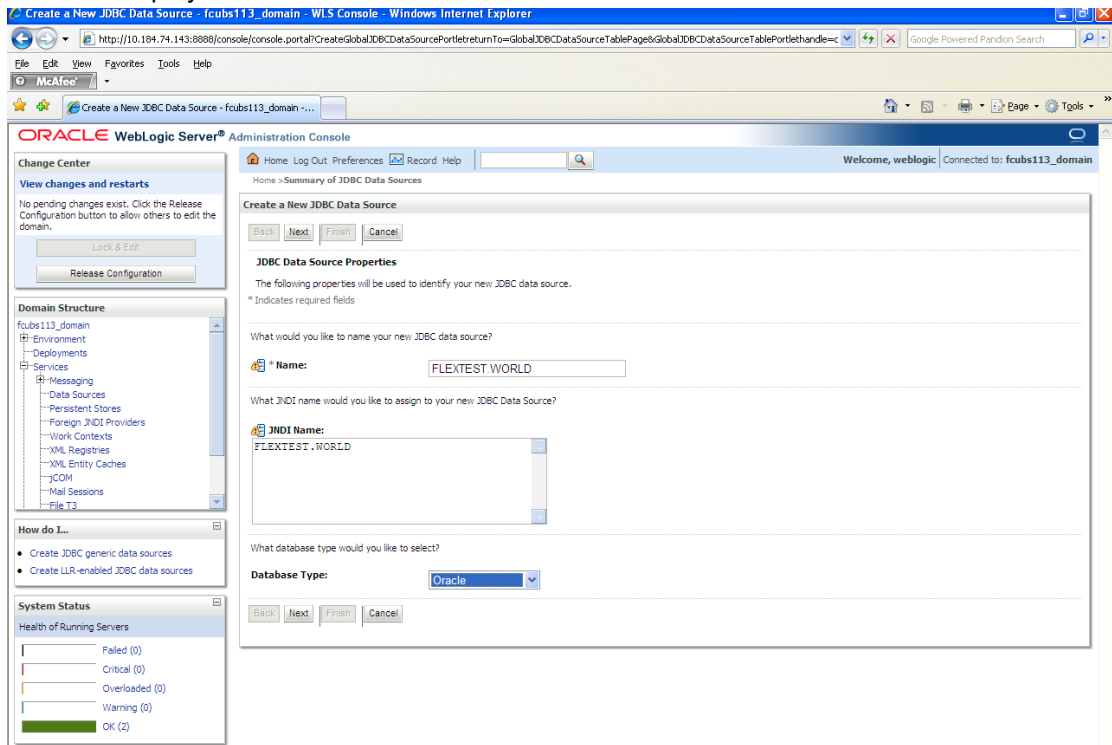 Create a New JDBC Data Source - fcubs113_domain - WLS Console - Windows Internet Explorer
http://10.184.74.143:8888/console/console.portal?CreateGlobalJDBCDataSourcePortletreturnTo=GlobalJDBCDataSourceTablePage&GlobalJDBCDataSourceTablePortlethandle=c
Google Powered Pandion Search
File Edit View Favorites Tools Help
McAfee
Create a New JDBC Data Source - fcubs113_domain -...
Page Tools
ORACLE WebLogic Server® Administration Console
Change Center
View changes and restarts
No pending changes exist. Click the Release
Configuration button to allow others to edit the
domain.
Lock & Edit
Release Configuration
Domain Structure
fcubs113_domain
Environment
Deployments
Services
Messaging
Data Sources
Persistent Stores
Foreign JNDI Providers
Work Contexts
XML Registries
XML Entity Caches
jCOM
Mail Sessions
File T3
How do I...
Create JDBC generic data sources
Create LLR-enabled JDBC data sources
System Status
Health of Running Servers
Failed (0)
Critical (0)
Overloaded (0)
Warning (0)
OK (2)
Home Log Out Preferences Record Help
Welcome, weblogic Connected to: fcubs113_domain
Home >Summary of JDBC Data Sources
Create a New JDBC Data Source
Back Next Finish Cancel
JDBC Data Source Properties
The following properties will be used to identify your new JDBC data source.
* Indicates required fields
What would you like to name your new JDBC data source?
* Name: FLEXTEST.WORLD
What JNDI name would you like to assign to your new JDBC Data Source?
JNDI Name:
FLEXTEST.WORLD
What database type would you like to select?
Database Type: Oracle
Back Next Finish Cancel